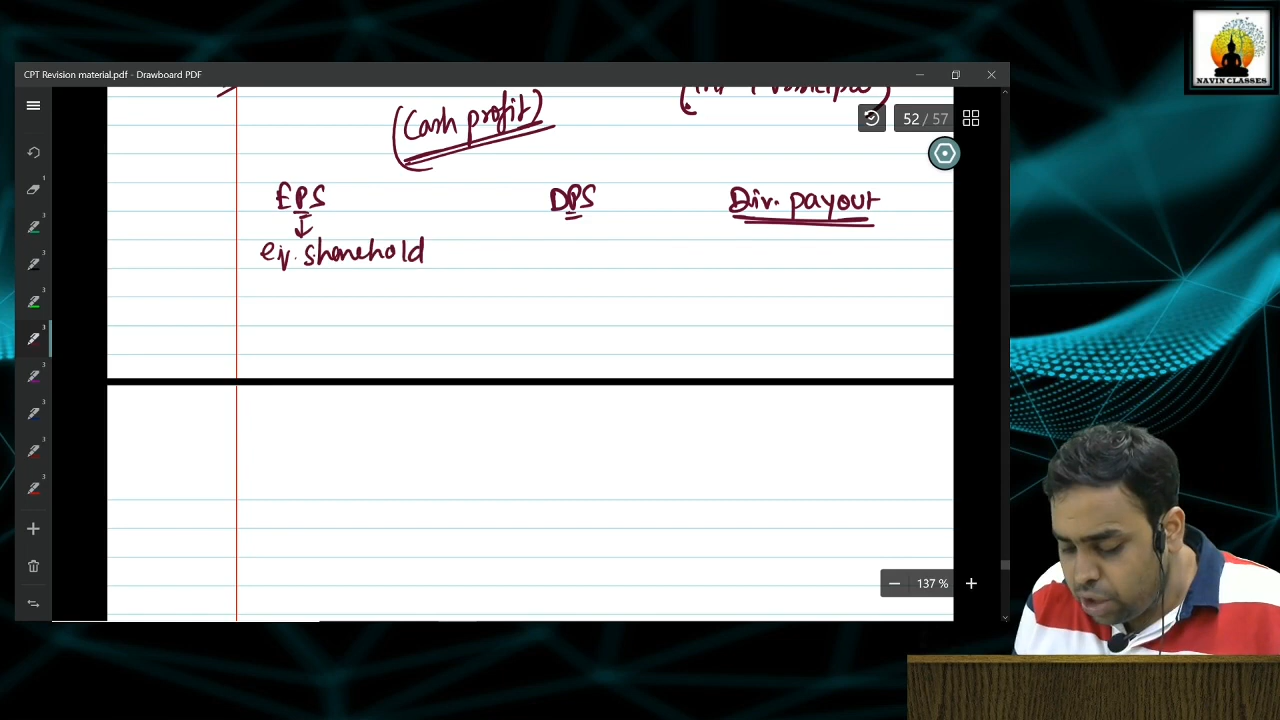 NAVIN CLASSES
CPT Revision material.pdf - Drawboard PDF
(Cash profit)
52 / 57
EPS DPS Div. payout
eq. sharehold
137 %